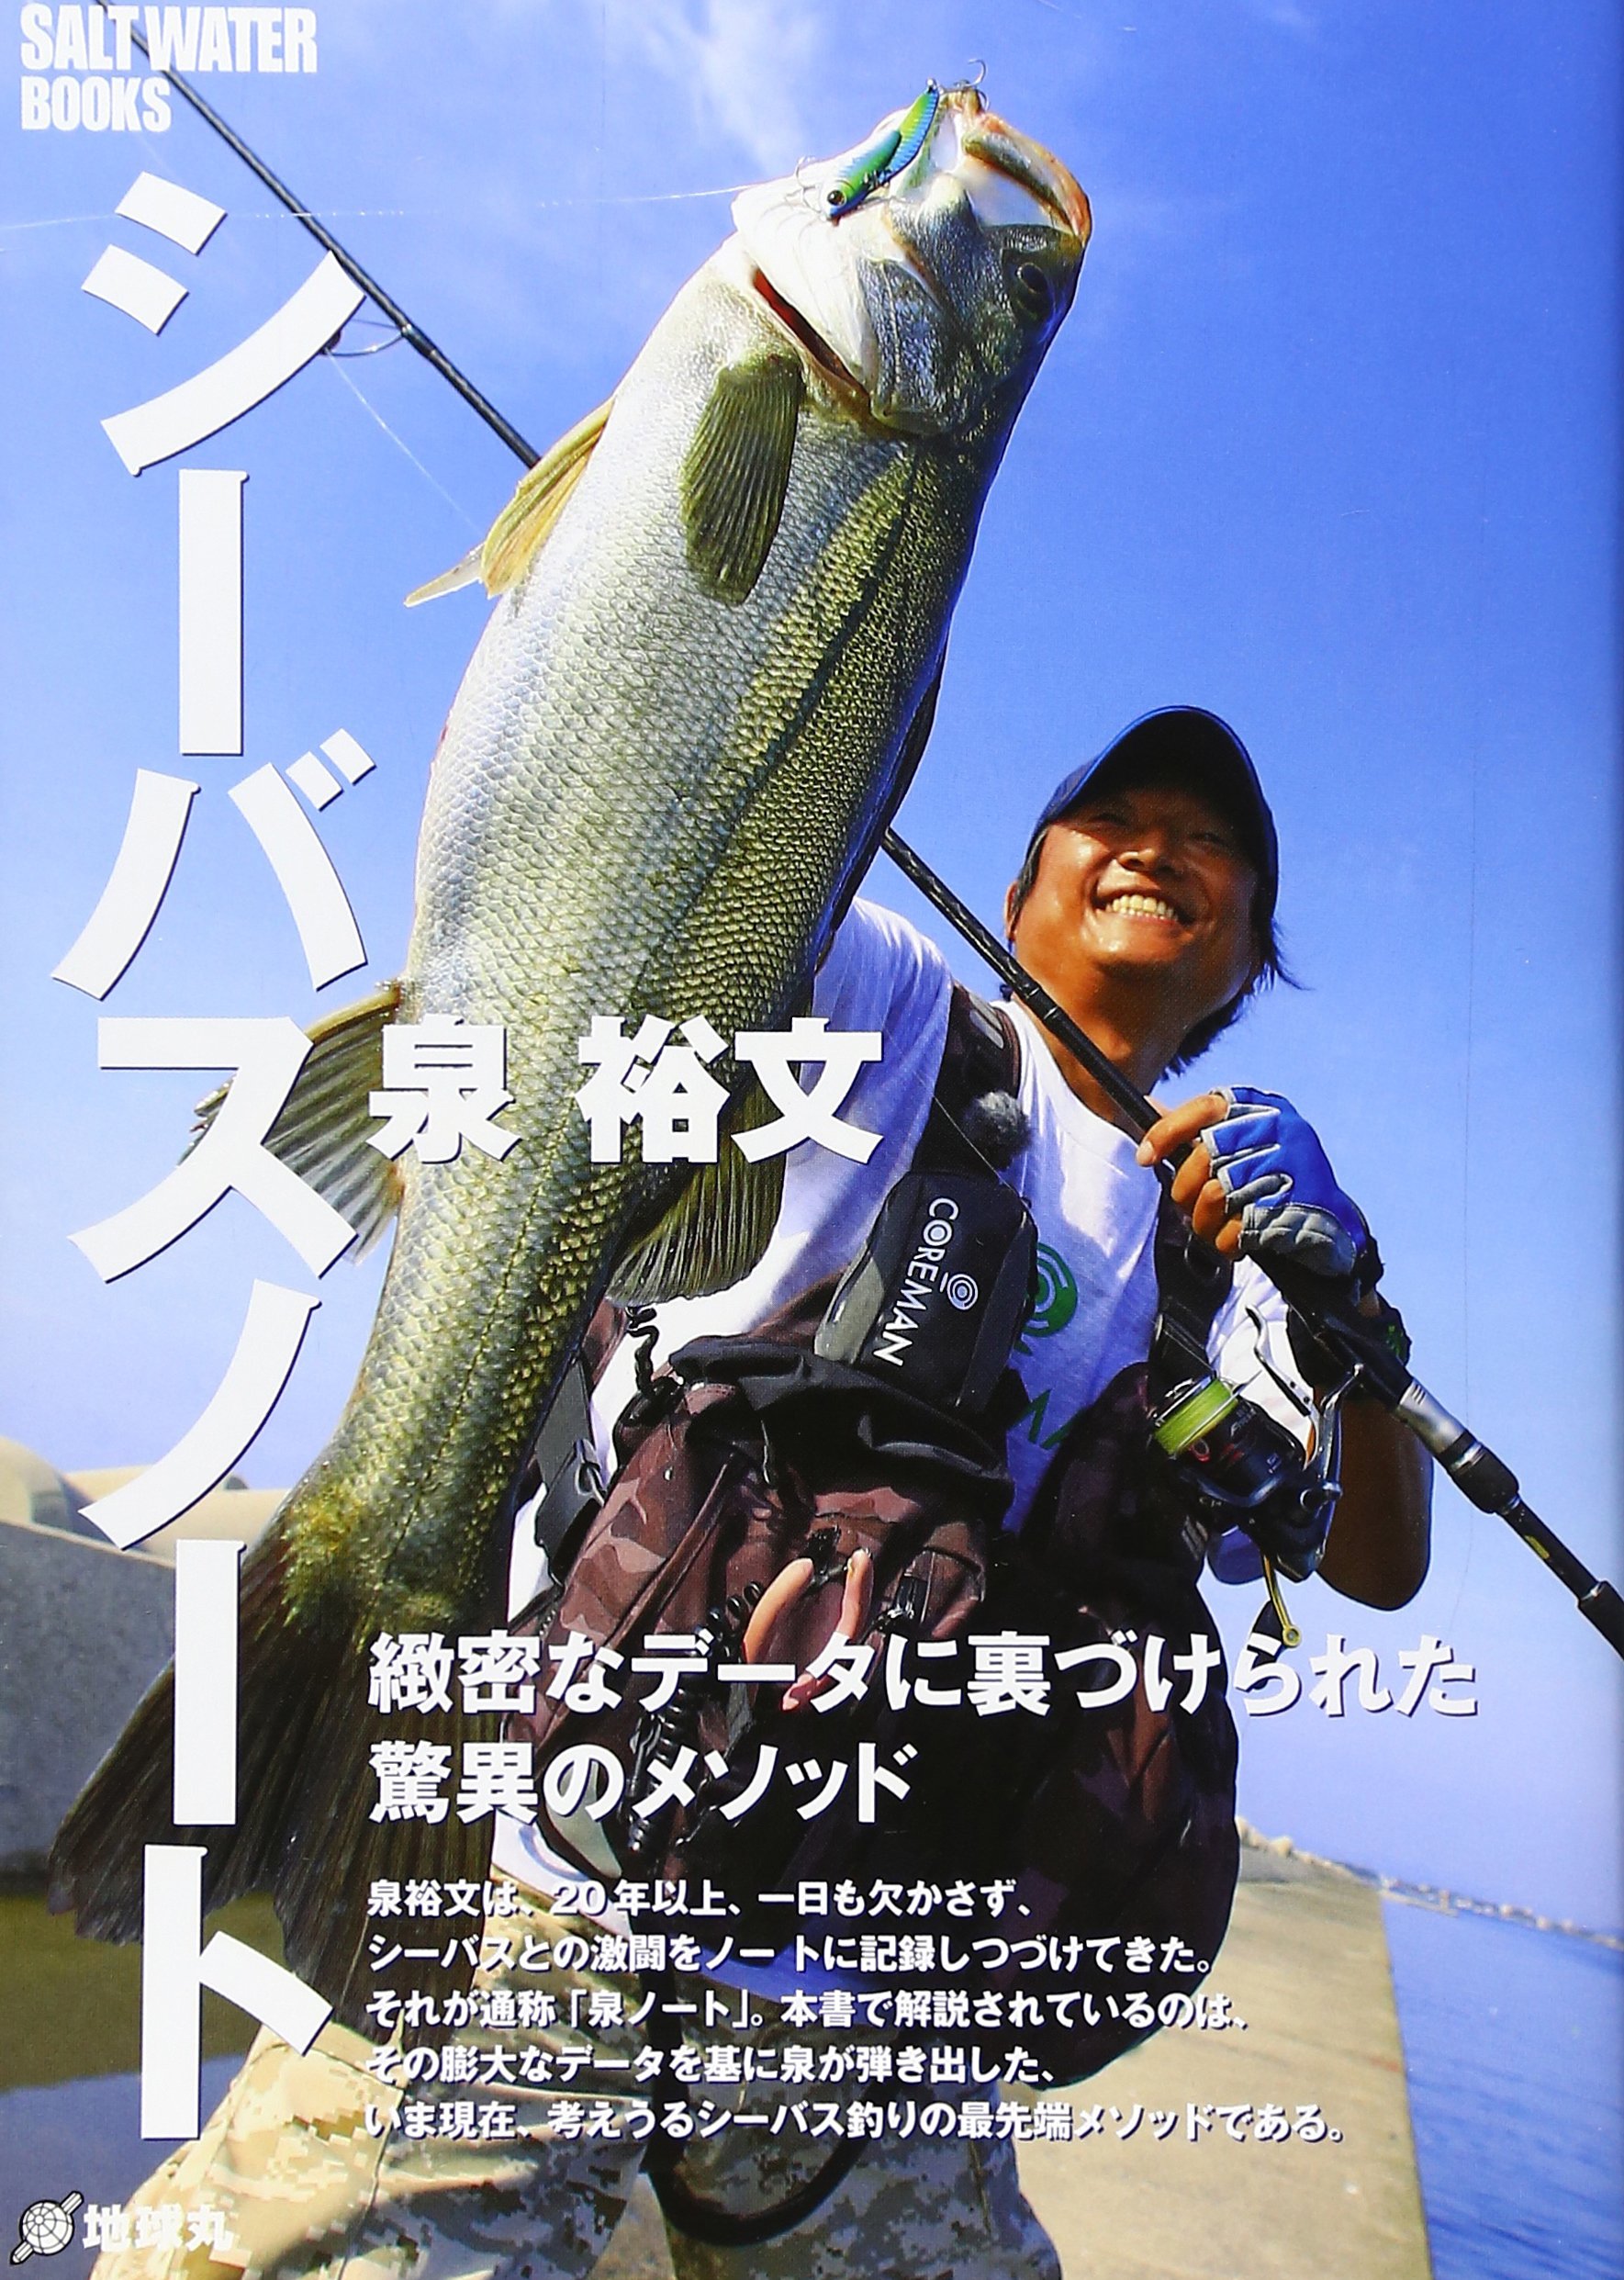 SALT WATER
BOOKS
シーバスノート
泉 裕文
COREMAN
緻密なデータに裏づけられた
驚異のメソッド
泉裕文は、20年以上、一日も欠かさず、
シーバスとの激闘をノートに記録しつづけてきた。
それが通称「泉ノート」。本書で解説されているのは、
その膨大なデータを基に泉が弾き出した、
いま現在、考えうるシーバス釣りの最先端メソッドである。
地球丸